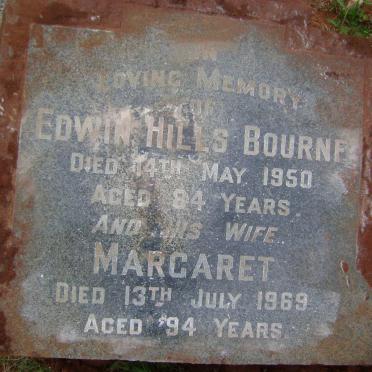 IN
LOVING MEMORY
OF
EDWIN HILLS BOURNE
DIED 14TH MAY 1950
AGED 84 YEARS
AND HIS WIFE
MARGARET
DIED 13TH JULY 1969
AGED 94 YEARS